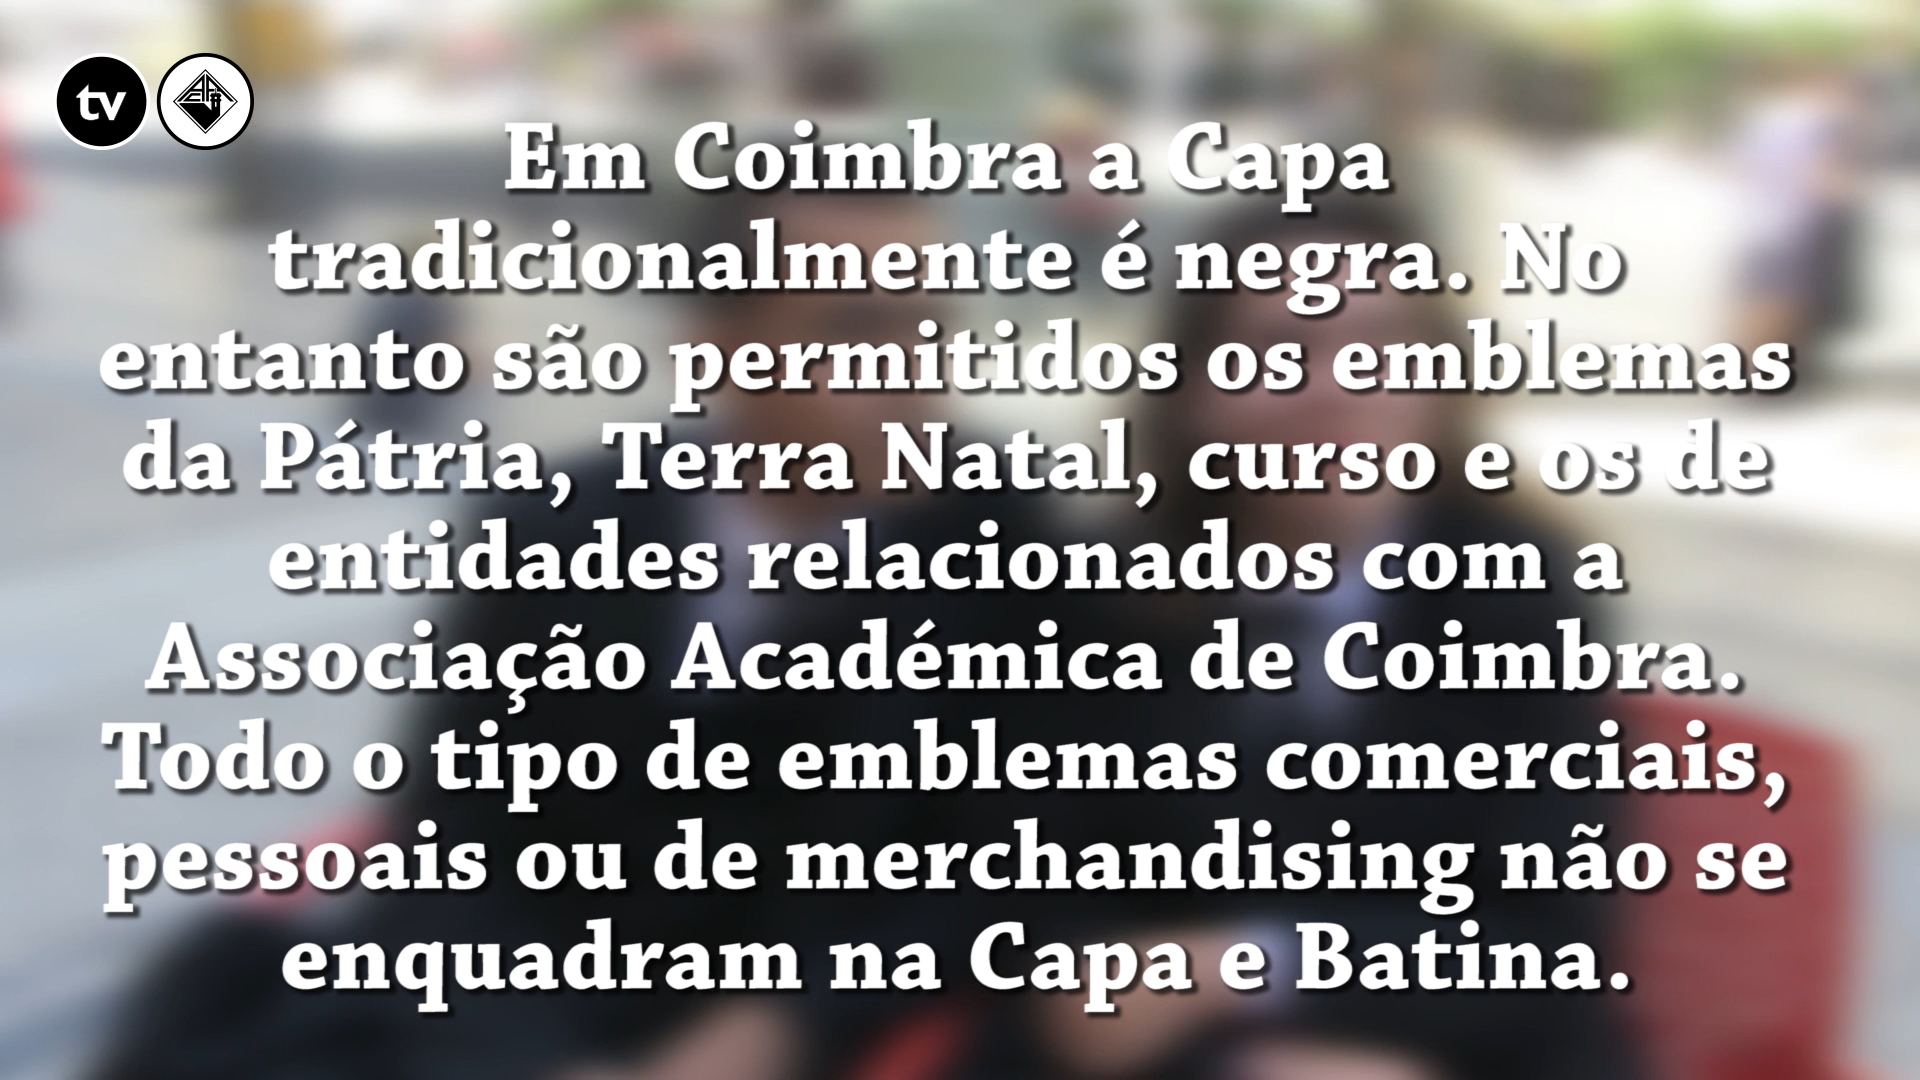 tv
Em Coimbra a Capa
tradicionalmente é negra. No
entanto são permitidos os emblemas
da Pátria, Terra Natal, curso e os de
entidades relacionados com a
Associação Académica de Coimbra.
Todo o tipo de emblemas comerciais,
pessoais ou de merchandising não se
enquadram na Capa e Batina.